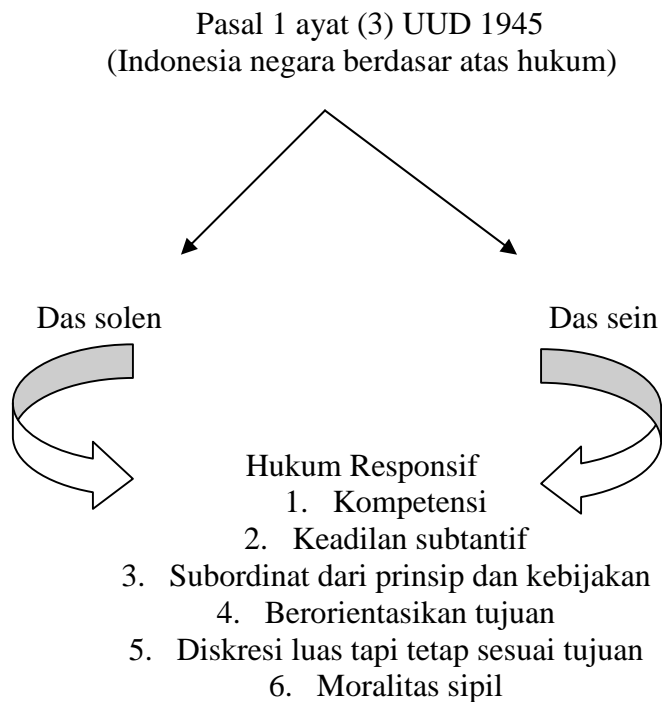 Pasal 1 ayat (3) UUD 1945
(Indonesia negara berdasar atas hukum)
Das solen
Das sein
Hukum Responsif
1. Kompetensi
2. Keadilan subtantif
3. Subordinat dari prinsip dan kebijakan
4. Berorientasikan tujuan
5. Diskresi luas tapi tetap sesuai tujuan
6. Moralitas sipil